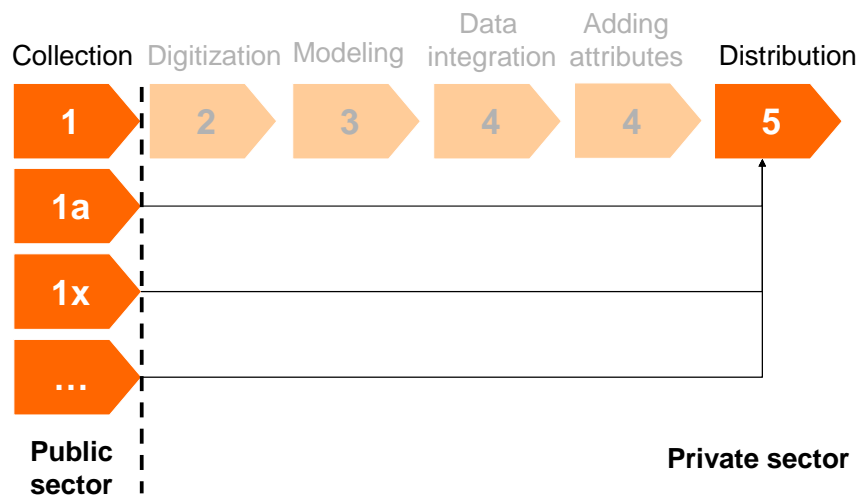 Collection
Digitization
Modeling
Data
integration
Adding
attributes
Distribution
1
2
3
4
4
5
1a
1x
...
Public
sector
Private sector